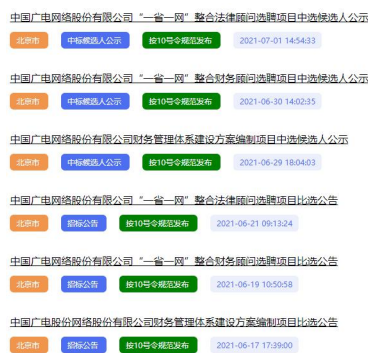 中国广电网络股份有限公司“一省一网”整合法律顾问选聘项目中选候选人公示
北京市 中标候选人公示 按10号令规范发布 2021-07-01 14:54:33
中国广电网络股份有限公司“一省一网”整合财务顾问选聘项目中选候选人公示
北京市 中标候选人公示 按10号令规范发布 2021-06-30 14:02:35
中国广电网络股份有限公司财务管理体系建设方案编制项目中选候选人公示
北京市 中标候选人公示 按10号令规范发布 2021-06-29 18:04:03
中国广电网络股份有限公司“一省一网”整合法律顾问选聘项目比选公告
北京市 招标公告 按10号令规范发布 2021-06-21 09:13:24
中国广电网络股份有限公司“一省一网”整合财务顾问选聘项目比选公告
北京市 招标公告 按10号令规范发布 2021-06-19 10:50:58
中国广电股份网络股份有限公司财务管理体系建设方案编制项目比选公告
北京市 招标公告 按10号令规范发布 2021-06-17 17:39:00